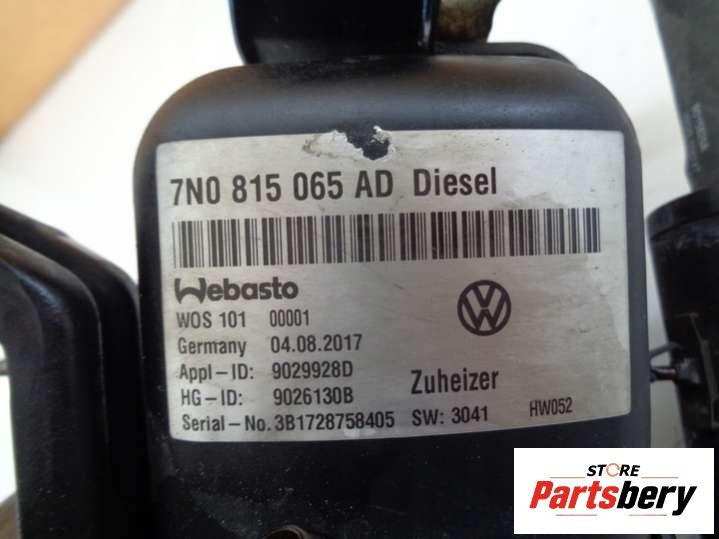 7N0 815 065 AD Diesel
Webasto
WOS 101 00001
Germany 04.08.2017
Appl-ID: 9029928D
HG-ID: 9026130B
Zuheizer
Serial-No. 3B1728758405 SW: 3041 HW052
STORE
Partsbery